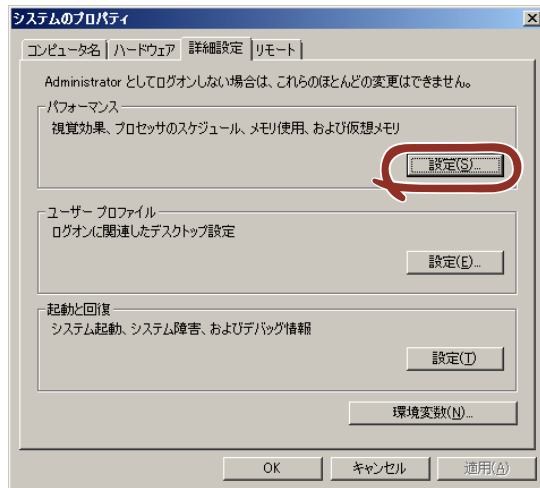 システムのプロパティ
コンピュータ名 ハードウェア 詳細設定 リモート
Administrator としてログオンしない場合は、これらのほとんどの変更はできません。
パフォーマンス
視覚効果、プロセッサのスケジュール、メモリ使用、および仮想メモリ
設定(S)...
ユーザー プロファイル
ログオンに関連したデスクトップ設定
設定(E)...
起動と回復
システム起動、システム障害、およびデバッグ情報
設定(T)
環境変数(N)...
OK キャンセル 適用(A)